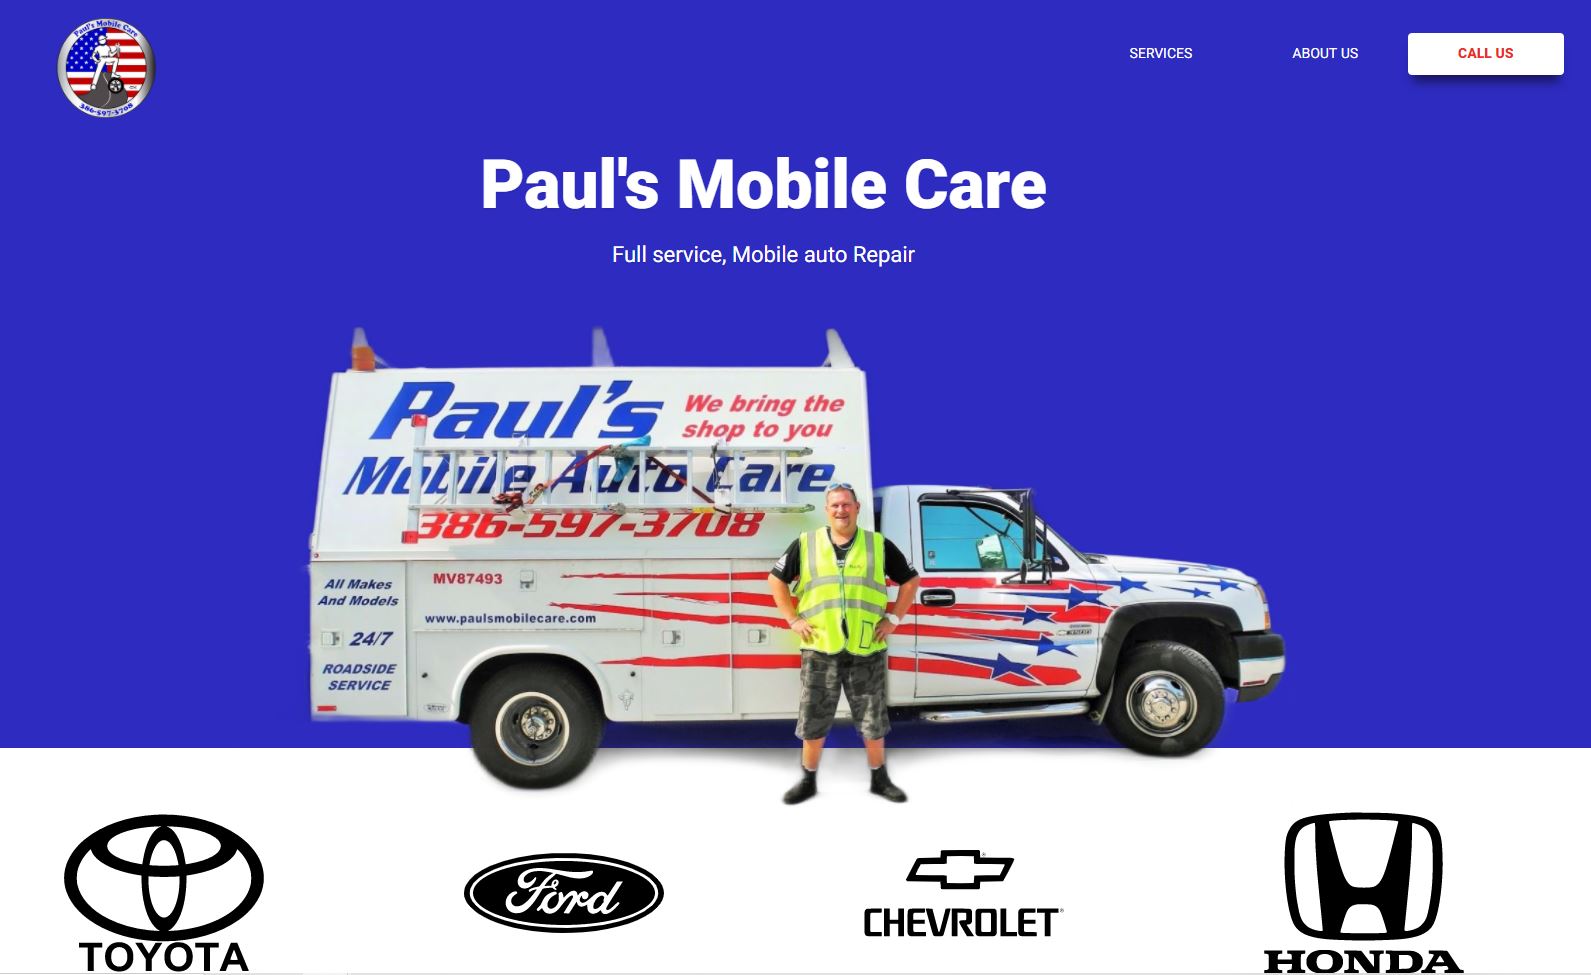 Paul's Mobile Care
386-597-3708
SERVICES
ABOUT US
CALL US
Paul's Mobile Care
Full service, Mobile auto Repair
Paul's
We bring the
shop to you
Mobile Auto Care
386-597-3708
All Makes
And Models
24/7
ROADSIDE
SERVICE
MV87493
www.paulsmobilecare.com
3500
TOYOTA
Ford
CHEVROLET
HONDA